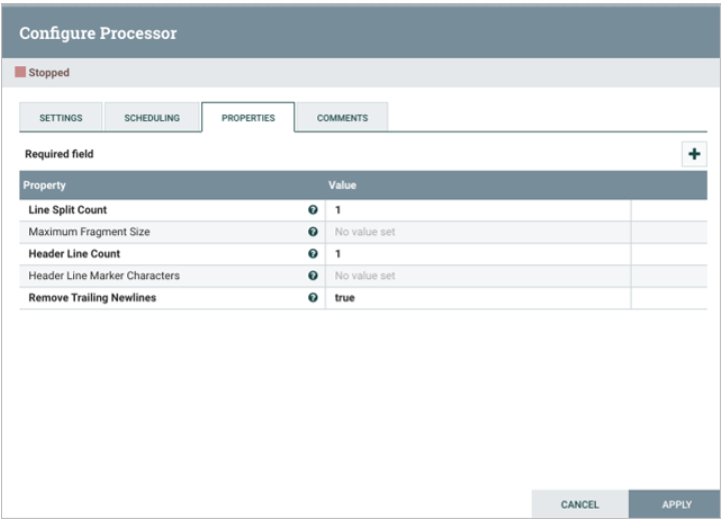 Configure Processor
Stopped
SETTINGS SCHEDULING PROPERTIES COMMENTS
Required field
Property Value
Line Split Count 1
Maximum Fragment Size No value set
Header Line Count 1
Header Line Marker Characters No value set
Remove Trailing Newlines true
CANCEL APPLY